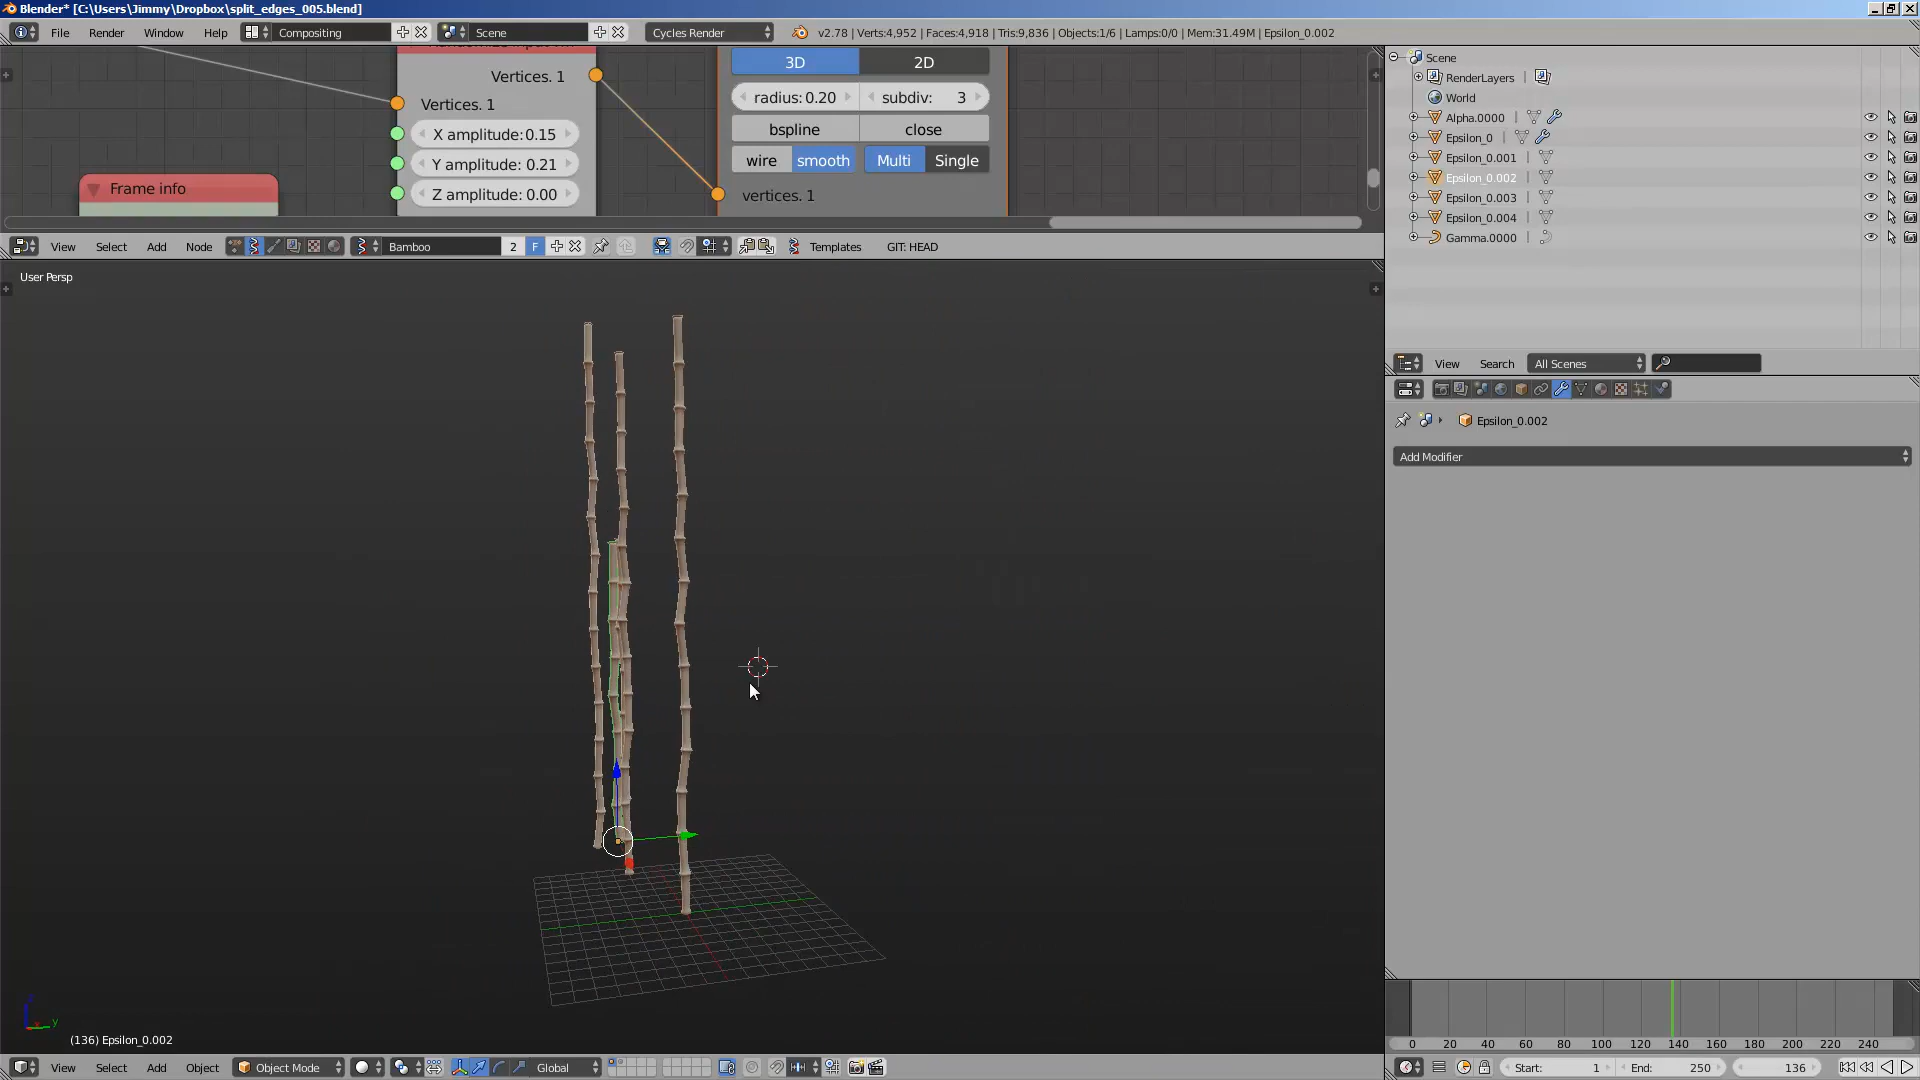 Blender* [C:\Users\Jimmy\Dropbox\split_edges_005.blend]
File Render Window Help Compositing Scene Cycles Render v2.78 | Verts:4,952 | Faces:4,918 | Tris:9,836 | Objects:1/6 | Lamps:0/0 | Mem:31.49M | Epsilon_0.002
Vertices. 1
Vertices. 1
X amplitude: 0.15
Y amplitude: 0.21
Z amplitude: 0.00
Frame info
3D 2D
radius: 0.20 subdiv: 3
bspline close
wire smooth Multi Single
vertices. 1
View Select Add Node Bamboo 2 F Templates GIT: HEAD
User Persp
(136) Epsilon_0.002
View Select Add Object Object Mode Global
Scene
RenderLayers
World
Alpha.0000
Epsilon_0
Epsilon_0.001
Epsilon_0.002
Epsilon_0.003
Epsilon_0.004
Gamma.0000
View Search All Scenes
Epsilon_0.002
Add Modifier
0 20 40 60 80 100 120 140 160 180 200 220 240
Start: 1 End: 250 136